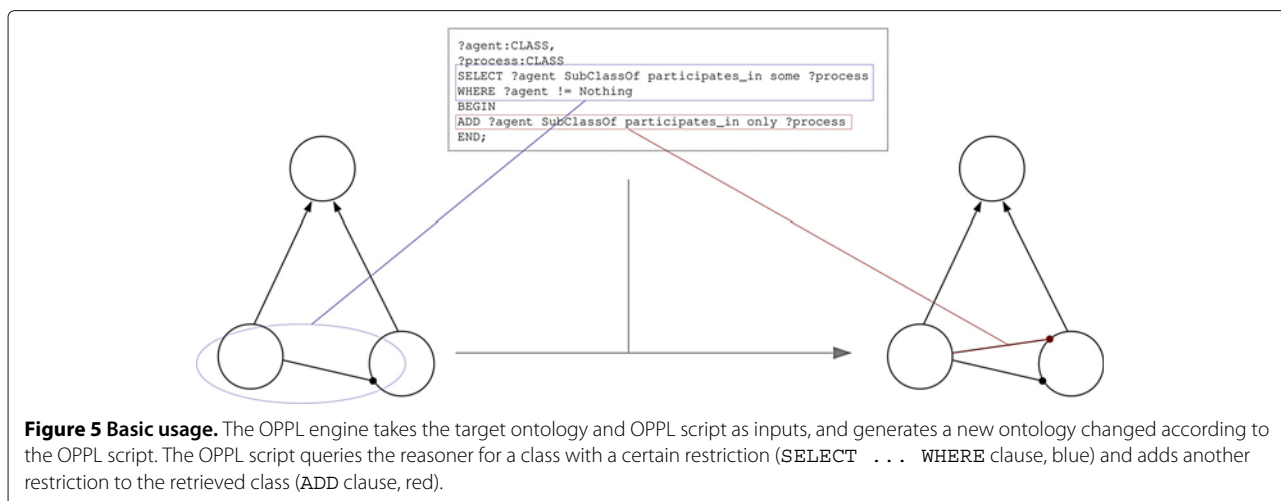 ?agent:CLASS,
?process:CLASS
SELECT ?agent SubClassOf participates_in some ?process
WHERE ?agent != Nothing
BEGIN
ADD ?agent SubClassOf participates_in only ?process
END;
Figure 5 Basic usage. The OPPL engine takes the target ontology and OPPL script as inputs, and generates a new ontology changed according to
the OPPL script. The OPPL script queries the reasoner for a class with a certain restriction (SELECT ... WHERE clause, blue) and adds another
restriction to the retrieved class (ADD clause, red).